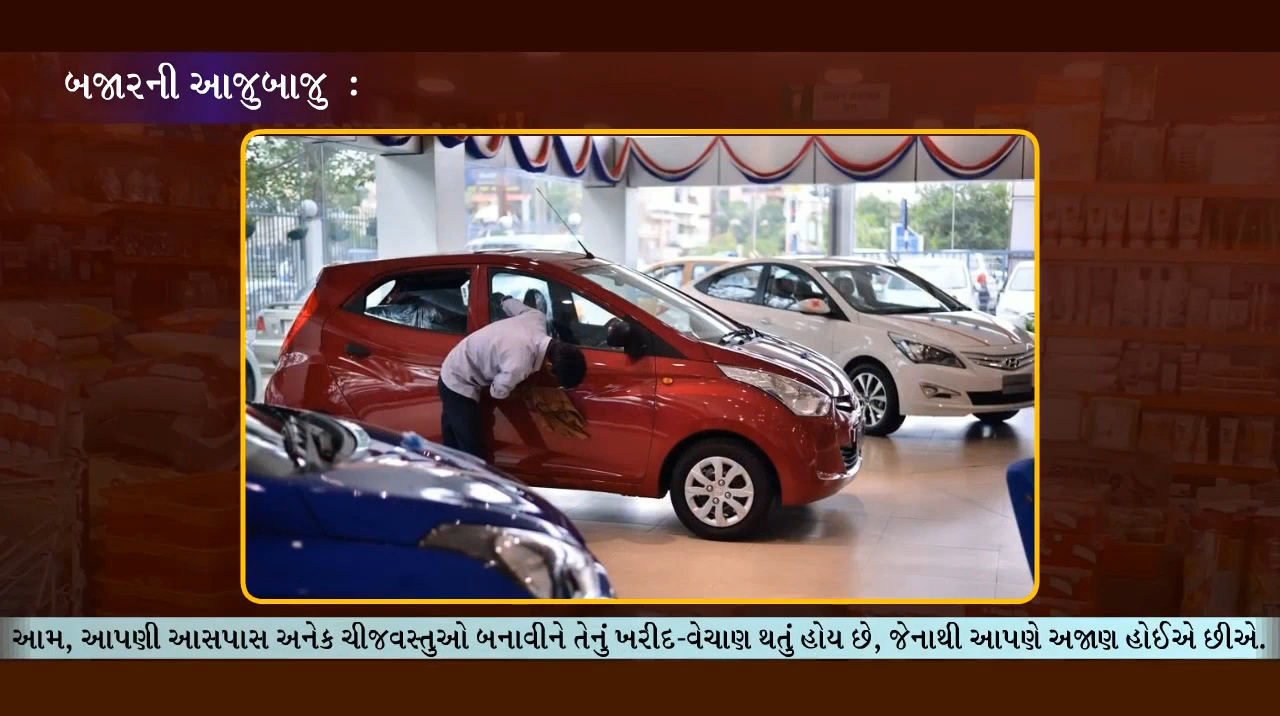 બજારની આજુબાજુ :
આમ, આપણી આસપાસ અનેક ચીજવસ્તુઓ બનાવીને તેનું ખરીદ-વેચાણ થતું હોય છે, જેનાથી આપણે અજાણ હોઈએ છીએ.